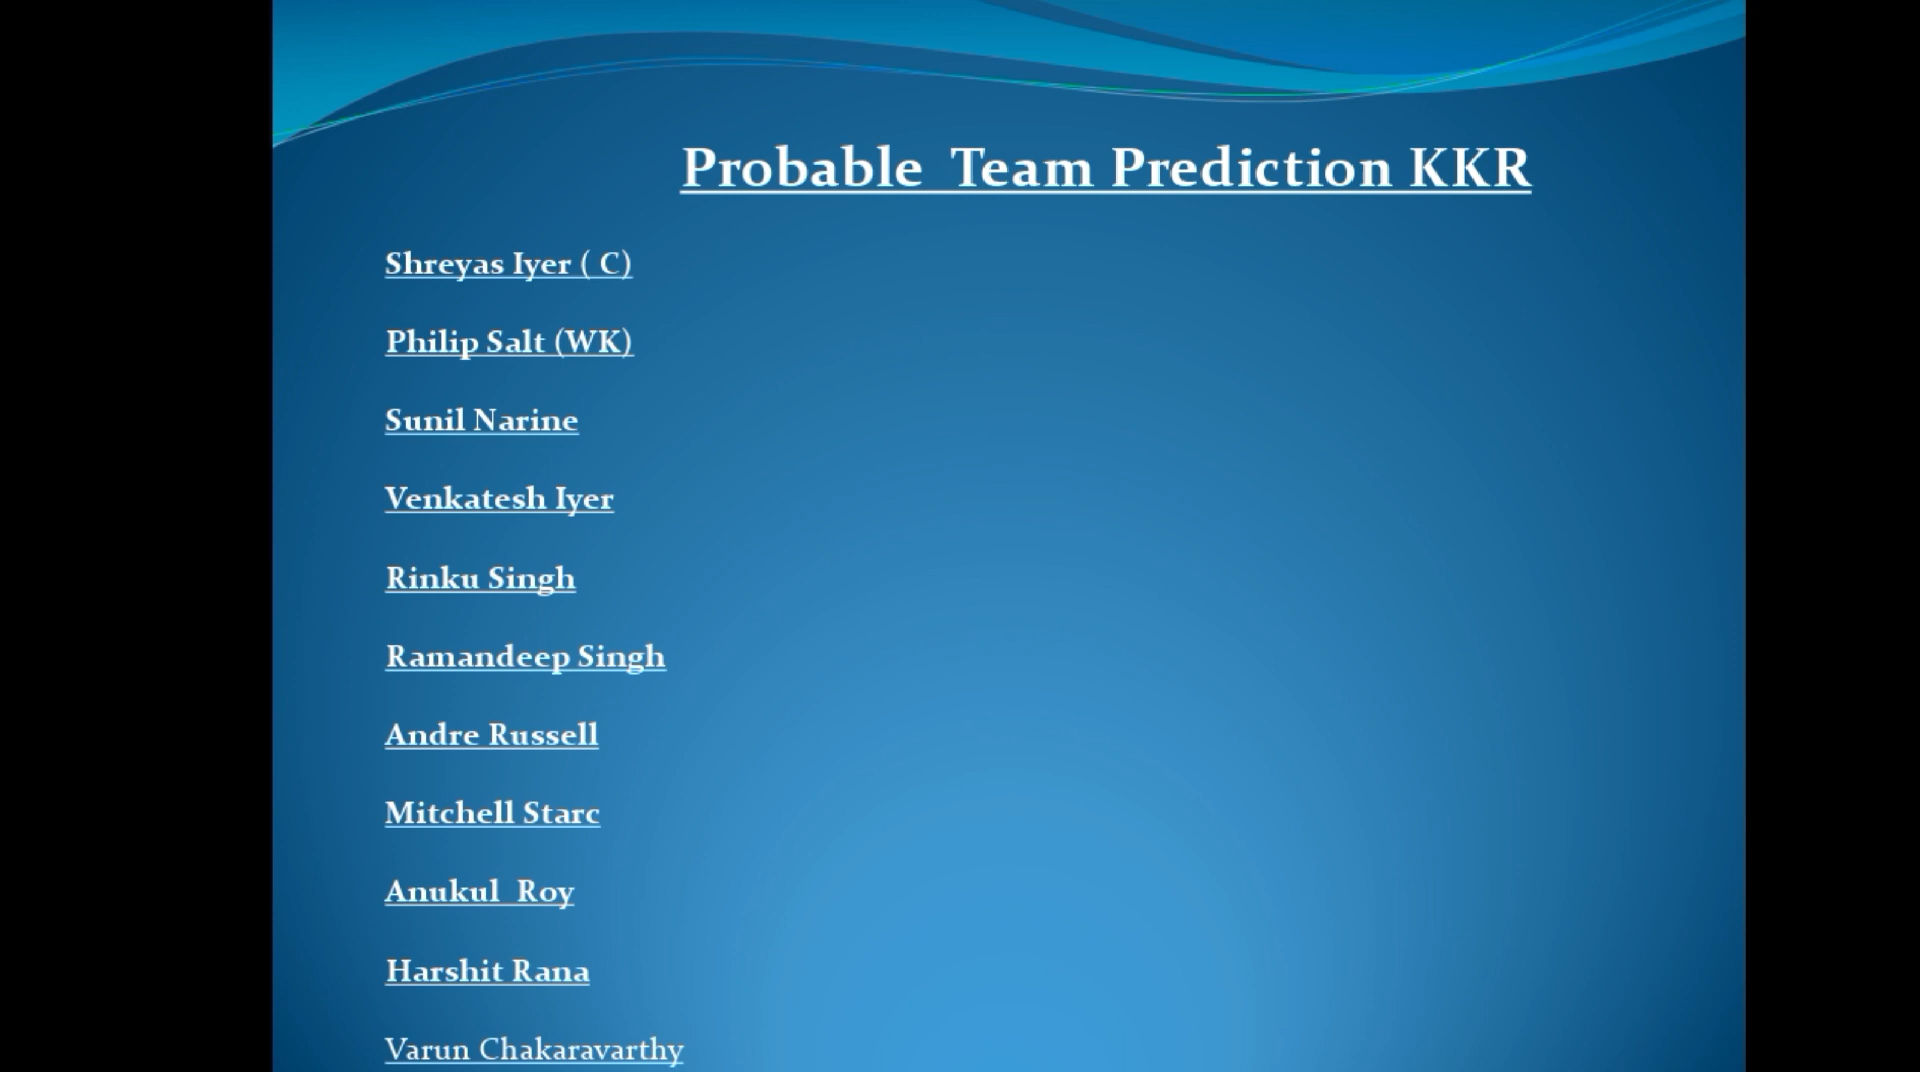 Probable  Team Prediction KKR
Shreyas Iyer ( C)
Philip Salt (WK)
Sunil Narine
Venkatesh Iyer
Rinku Singh
Ramandeep Singh
Andre Russell
Mitchell Starc
Anukul  Roy
Harshit Rana
Varun Chakaravarthy